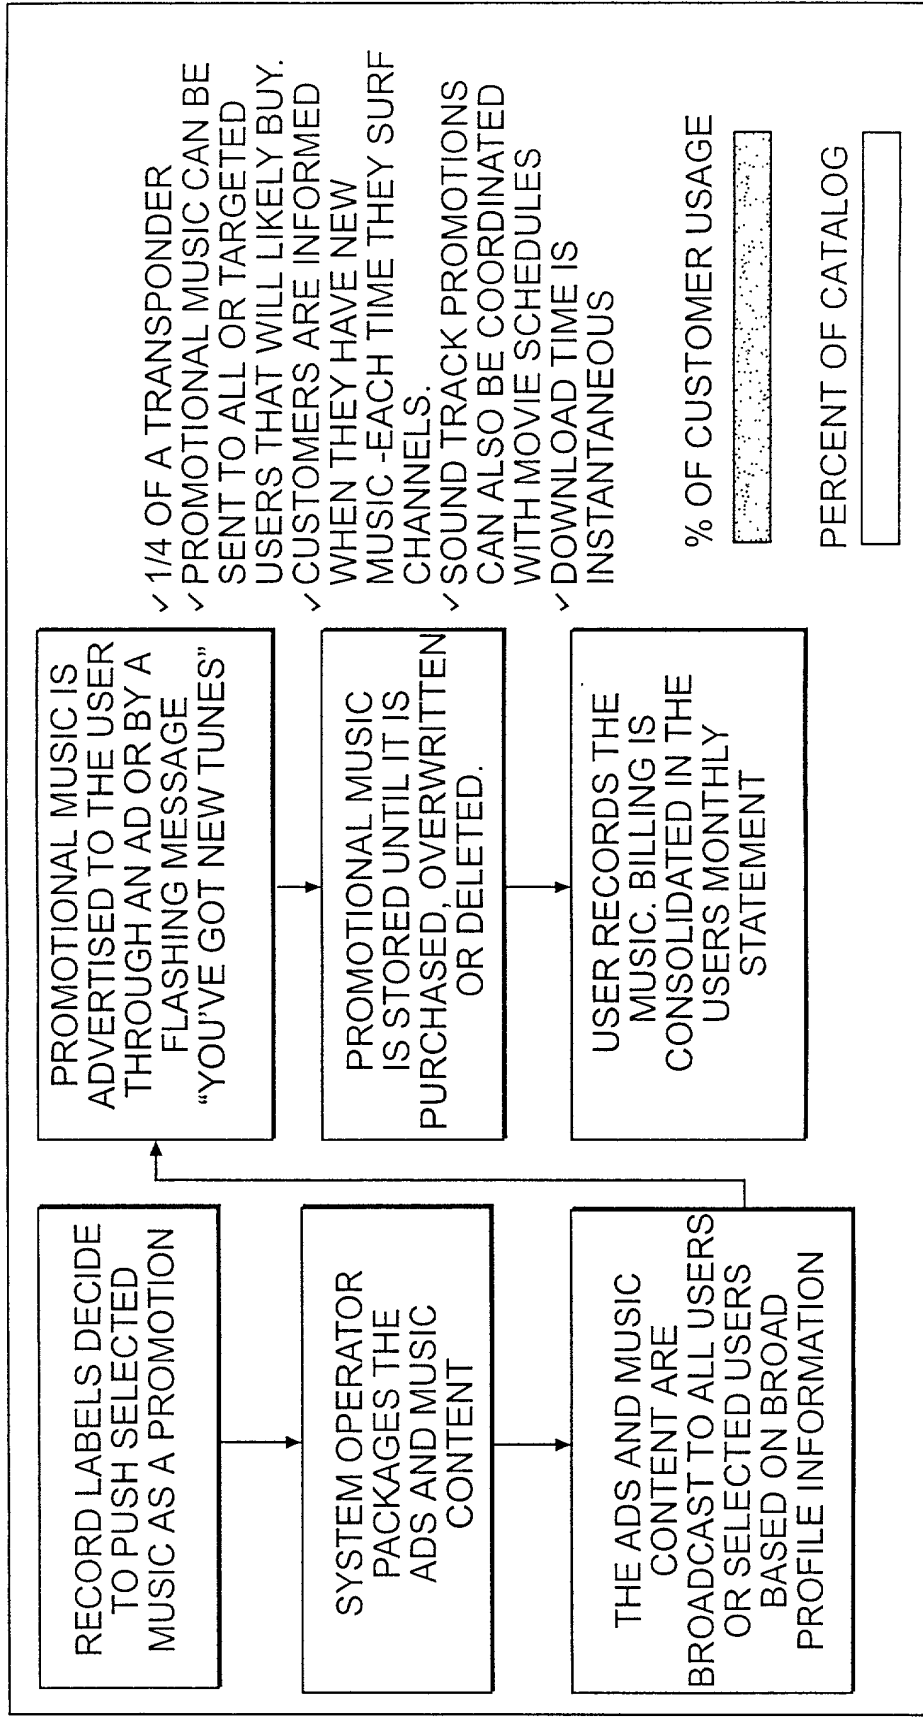 RECORD LABELS DECIDE
TO PUSH SELECTED
MUSIC AS A PROMOTION
SYSTEM OPERATOR
PACKAGES THE
ADS AND MUSIC
CONTENT
THE ADS AND MUSIC
CONTENT ARE
BROADCAST TO ALL USERS
OR SELECTED USERS
BASED ON BROAD
PROFILE INFORMATION
PROMOTIONAL MUSIC IS
ADVERTISED TO THE USER
THROUGH AN AD OR BY A
FLASHING MESSAGE
“YOU'VE GOT NEW TUNES”
PROMOTIONAL MUSIC
IS STORED UNTIL IT IS
PURCHASED, OVERWRITTEN
OR DELETED.
USER RECORDS THE
MUSIC. BILLING IS
CONSOLIDATED IN THE
USERS MONTHLY
STATEMENT
✓ 1/4 OF A TRANSPONDER
✓ PROMOTIONAL MUSIC CAN BE
SENT TO ALL OR TARGETED
USERS THAT WILL LIKELY BUY.
✓ CUSTOMERS ARE INFORMED
WHEN THEY HAVE NEW
MUSIC -EACH TIME THEY SURF
CHANNELS.
✓ SOUND TRACK PROMOTIONS
CAN ALSO BE COORDINATED
WITH MOVIE SCHEDULES
✓ DOWNLOAD TIME IS
INSTANTANEOUS
% OF CUSTOMER USAGE
PERCENT OF CATALOG